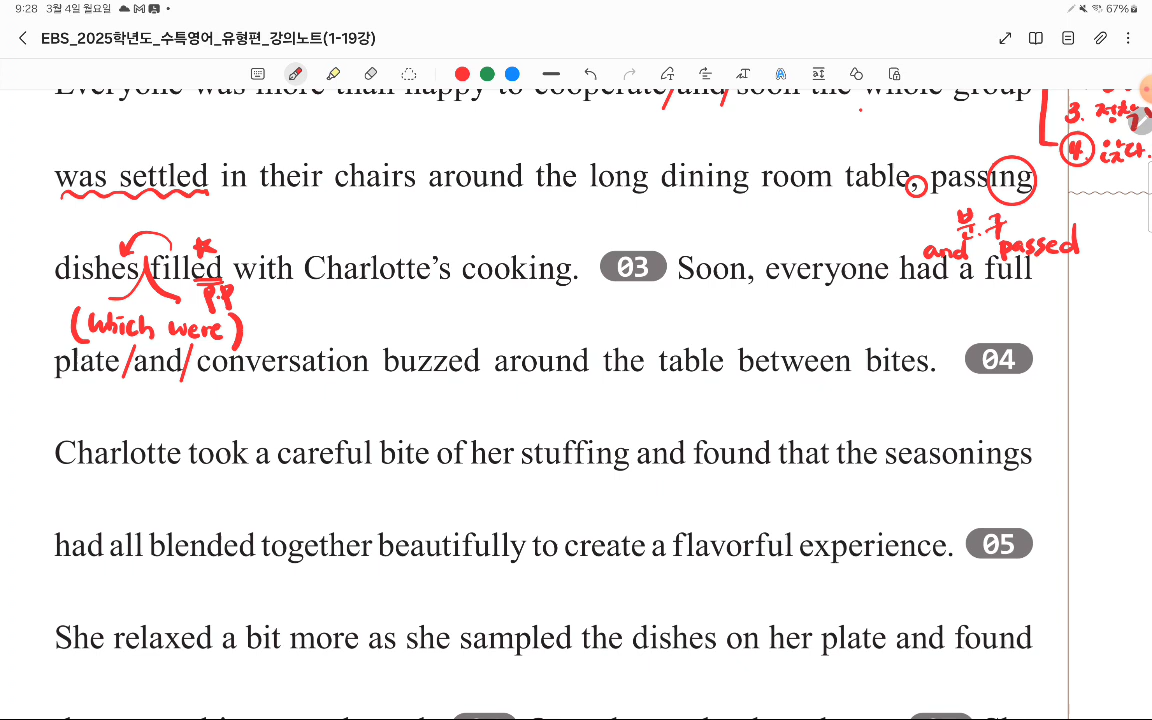 9:28 3월 4일 월요일 67%
EBS_2025학년도_수특영어_유형편_강의노트(1-19강)
Everyone was more than happy to cooperate/and/soon the whole group
3.
4. 앉다.
was settled in their chairs around the long dining room table, passing
분.구
and passed
dishes filled with Charlotte's cooking. 03 Soon, everyone had a full
p.p
(which were)
plate/and/conversation buzzed around the table between bites. 04
Charlotte took a careful bite of her stuffing and found that the seasonings
had all blended together beautifully to create a flavorful experience. 05
She relaxed a bit more as she sampled the dishes on her plate and found